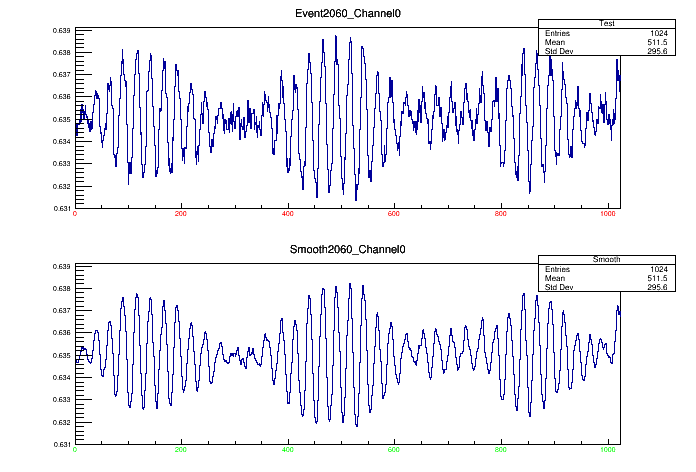 Event2060_Channel0
Test
Entries 1024
Mean 511.5
Std Dev 295.6
0.639
0.638
0.637
0.636
0.635
0.634
0.633
0.632
0.631
0 200 400 600 800 1000
Smooth2060_Channel0
Smooth
Entries 1024
Mean 511.5
Std Dev 295.6
0.639
0.638
0.637
0.636
0.635
0.634
0.633
0.632
0.631
0 200 400 600 800 1000